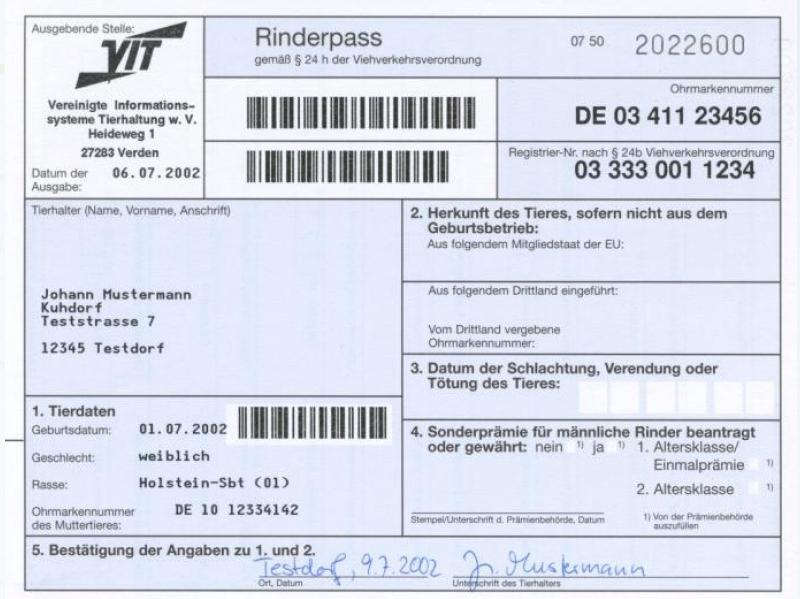 Ausgebende Stelle:
VIT
Vereinigte Informations-
systeme Tierhaltung w. V.
Heideweg 1
27283 Verden
Datum der Ausgabe: 06.07.2002
Rinderpass
gemäß § 24 h der Viehverkehrsverordnung
07 50 2022600
Ohrmarkennummer
DE 03 411 23456
Registrier-Nr. nach § 24b Viehverkehrsverordnung
03 333 001 1234
Tierhalter (Name, Vorname, Anschrift)
Johann Mustermann
Kuhdorf
Teststrasse 7
12345 Testdorf
1. Tierdaten
Geburtsdatum: 01.07.2002
Geschlecht: weiblich
Rasse: Holstein-Sbt (01)
Ohrmarkennummer DE 10 12334142
des Muttertieres:
2. Herkunft des Tieres, sofern nicht aus dem
Geburtsbetrieb:
Aus folgendem Mitgliedstaat der EU:
Aus folgendem Drittland eingeführt:
Vom Drittland vergebene
Ohrmarkennummer:
3. Datum der Schlachtung, Verendung oder
Tötung des Tieres:
4. Sonderprämie für männliche Rinder beantragt
oder gewährt: nein 1) ja 1) 1. Altersklasse/
Einmalprämie 1)
2. Altersklasse 1)
Stempel/Unterschrift d. Prämienbehörde, Datum
1) Von der Prämienbehörde
auszufüllen
5. Bestätigung der Angaben zu 1. und 2.
Testdorf, 9.7.2002 J. Mustermann
Ort, Datum Unterschrift des Tierhalters